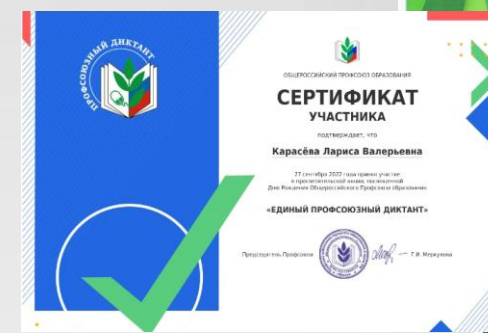 ПРОФСОЮЗНЫЙ ДИКТАНТ
ОБЩЕРОССИЙСКИЙ ПРОФСОЮЗ ОБРАЗОВАНИЯ
СЕРТИФИКАТ
УЧАСТНИКА
подтверждает, что
Карасёва Лариса Валерьевна
27 сентября 2022 года принял участие
в просветительской акции, посвященной
Дню Рождения Общероссийского Профсоюза образования
«ЕДИНЫЙ ПРОФСОЮЗНЫЙ ДИКТАНТ»
Председатель Профсоюза
Г.И. Меркулова